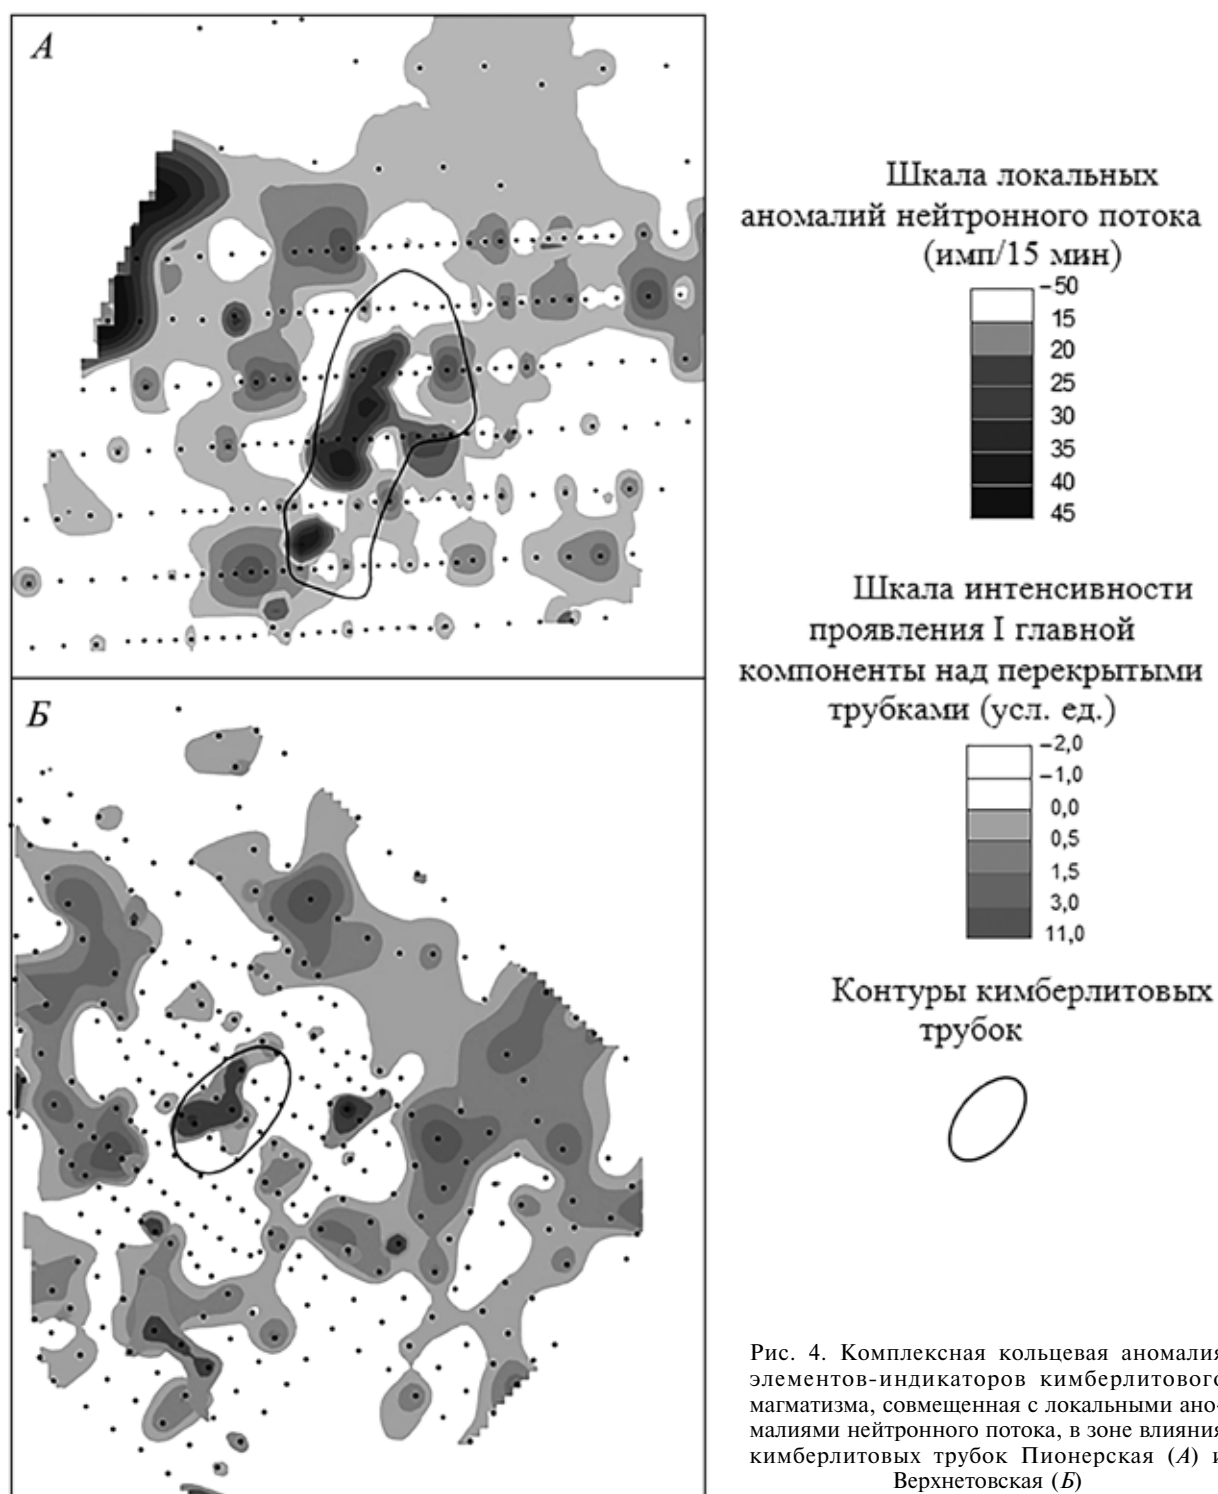 А
Б
Шкала локальных
аномалий нейтронного потока
(имп/15 мин)
–50
15
20
25
30
35
40
45
Шкала интенсивности
проявления I главной
компоненты над перекрытыми
трубками (усл. ед.)
–2,0
–1,0
0,0
0,5
1,5
3,0
11,0
Контуры кимберлитовых
трубок
Рис. 4. Комплексная кольцевая аномалия
элементов-индикаторов кимберлитового
магматизма, совмещенная с локальными ано-
малиями нейтронного потока, в зоне влияния
кимберлитовых трубок Пионерская (А) и
Верхнетовская (Б)